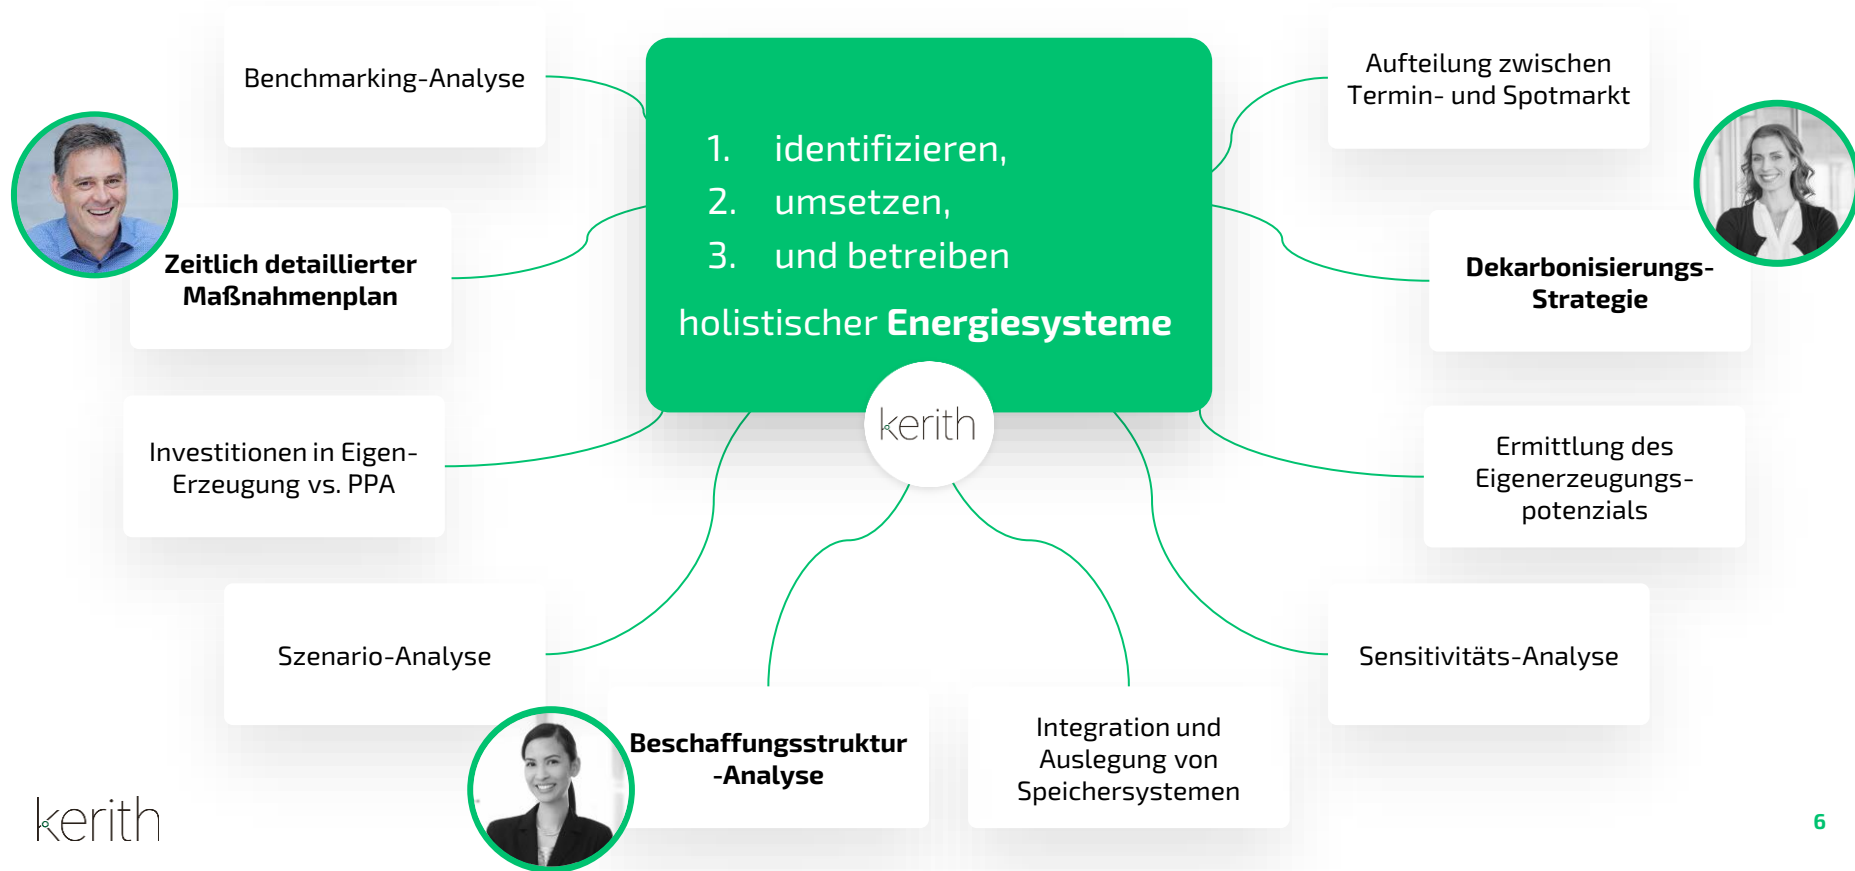 Benchmarking-Analyse
Zeitlich detaillierter
Maßnahmenplan
Investitionen in Eigen-
Erzeugung vs. PPA
Szenario-Analyse
1. identifizieren,
2. umsetzen,
3. und betreiben
holistischer Energiesysteme
kerith
Beschaffungsstruktur
-Analyse
Integration und
Auslegung von
Speichersystemen
Aufteilung zwischen
Termin- und Spotmarkt
Dekarbonisierungs-
Strategie
Ermittlung des
Eigenerzeugungs-
potenzials
Sensitivitäts-Analyse
kerith
6